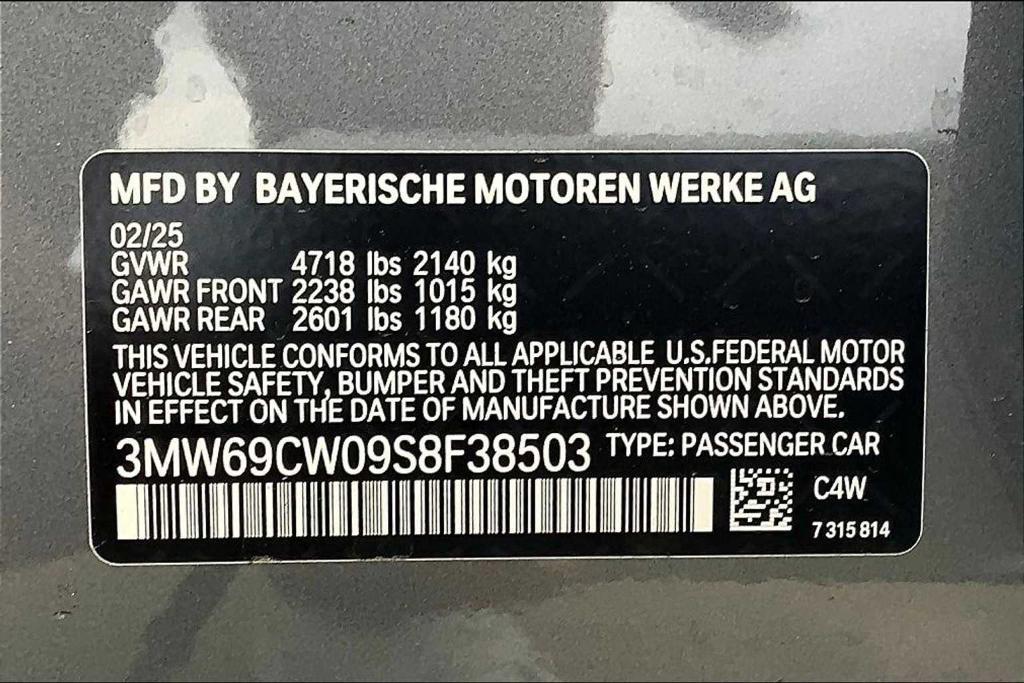 MFD BY BAYERISCHE MOTOREN WERKE AG
02/25
GVWR 4718 lbs 2140 kg
GAWR FRONT 2238 lbs 1015 kg
GAWR REAR 2601 lbs 1180 kg
THIS VEHICLE CONFORMS TO ALL APPLICABLE U.S.FEDERAL MOTOR
VEHICLE SAFETY, BUMPER AND THEFT PREVENTION STANDARDS
IN EFFECT ON THE DATE OF MANUFACTURE SHOWN ABOVE.
3MW69CW09S8F38503 TYPE: PASSENGER CAR
C4W
7 315 814